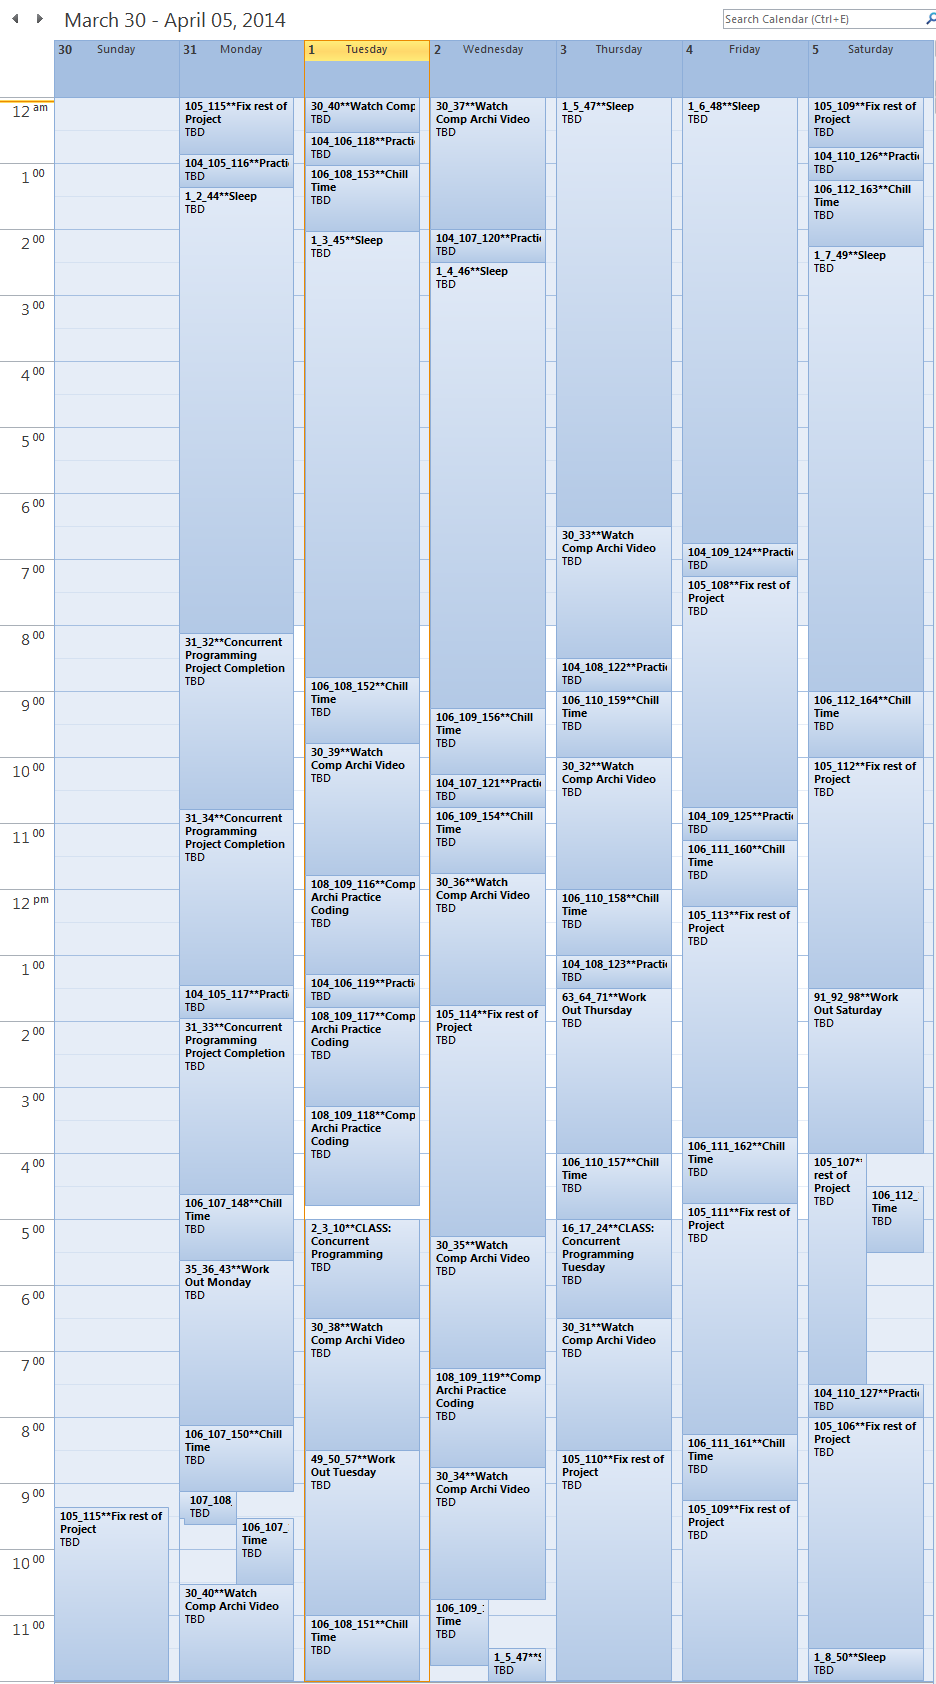 March 30 - April 05, 2014
Search Calendar (Ctrl+E)
30 Sunday
31 Monday
1 Tuesday
2 Wednesday
3 Thursday
4 Friday
5 Saturday
12 am
1 00
2 00
3 00
4 00
5 00
6 00
7 00
8 00
9 00
10 00
11 00
12 pm
1 00
2 00
3 00
4 00
5 00
6 00
7 00
8 00
9 00
10 00
11 00
105_115**Fix rest of
Project
TBD
105_115**Fix rest of
Project
TBD
104_105_116**Practi
TBD
1_2_44**Sleep
TBD
31_32**Concurrent
Programming
Project Completion
TBD
31_34**Concurrent
Programming
Project Completion
TBD
104_105_117**Practi
TBD
31_33**Concurrent
Programming
Project Completion
TBD
106_107_148**Chill
Time
TBD
35_36_43**Work
Out Monday
TBD
106_107_150**Chill
Time
TBD
107_108_
TBD
106_107_
Time
TBD
30_40**Watch
Comp Archi Video
TBD
30_40**Watch Comp
TBD
104_106_118**Practi
TBD
106_108_153**Chill
Time
TBD
1_3_45**Sleep
TBD
106_108_152**Chill
Time
TBD
30_39**Watch
Comp Archi Video
TBD
108_109_116**Comp
Archi Practice
Coding
TBD
104_106_119**Practi
TBD
108_109_117**Comp
Archi Practice
Coding
TBD
108_109_118**Comp
Archi Practice
Coding
TBD
2_3_10**CLASS:
Concurrent
Programming
TBD
30_38**Watch
Comp Archi Video
TBD
49_50_57**Work
Out Tuesday
TBD
106_108_151**Chill
Time
TBD
30_37**Watch
Comp Archi Video
TBD
104_107_120**Practi
TBD
1_4_46**Sleep
TBD
106_109_156**Chill
Time
TBD
104_107_121**Practi
TBD
106_109_154**Chill
Time
TBD
30_36**Watch
Comp Archi Video
TBD
105_114**Fix rest of
Project
TBD
30_35**Watch
Comp Archi Video
TBD
108_109_119**Comp
Archi Practice
Coding
TBD
30_34**Watch
Comp Archi Video
TBD
106_109_
Time
TBD
1_5_47**S
TBD
1_5_47**Sleep
TBD
30_33**Watch
Comp Archi Video
TBD
104_108_122**Practi
TBD
106_110_159**Chill
Time
TBD
30_32**Watch
Comp Archi Video
TBD
106_110_158**Chill
Time
TBD
104_108_123**Practi
TBD
63_64_71**Work
Out Thursday
TBD
106_110_157**Chill
Time
TBD
16_17_24**CLASS:
Concurrent
Programming
Tuesday
TBD
30_31**Watch
Comp Archi Video
TBD
105_110**Fix rest of
Project
TBD
1_6_48**Sleep
TBD
104_109_124**Practi
TBD
105_108**Fix rest of
Project
TBD
104_109_125**Practi
TBD
106_111_160**Chill
Time
TBD
105_113**Fix rest of
Project
TBD
106_111_162**Chill
Time
TBD
105_111**Fix rest of
Project
TBD
106_111_161**Chill
Time
TBD
105_109**Fix rest of
Project
TBD
105_109**Fix rest of
Project
TBD
104_110_126**Practi
TBD
106_112_163**Chill
Time
TBD
1_7_49**Sleep
TBD
106_112_164**Chill
Time
TBD
105_112**Fix rest of
Project
TBD
91_92_98**Work
Out Saturday
TBD
105_107**
rest of
Project
TBD
106_112_
Time
TBD
104_110_127**Practi
TBD
105_106**Fix rest of
Project
TBD
1_8_50**Sleep
TBD